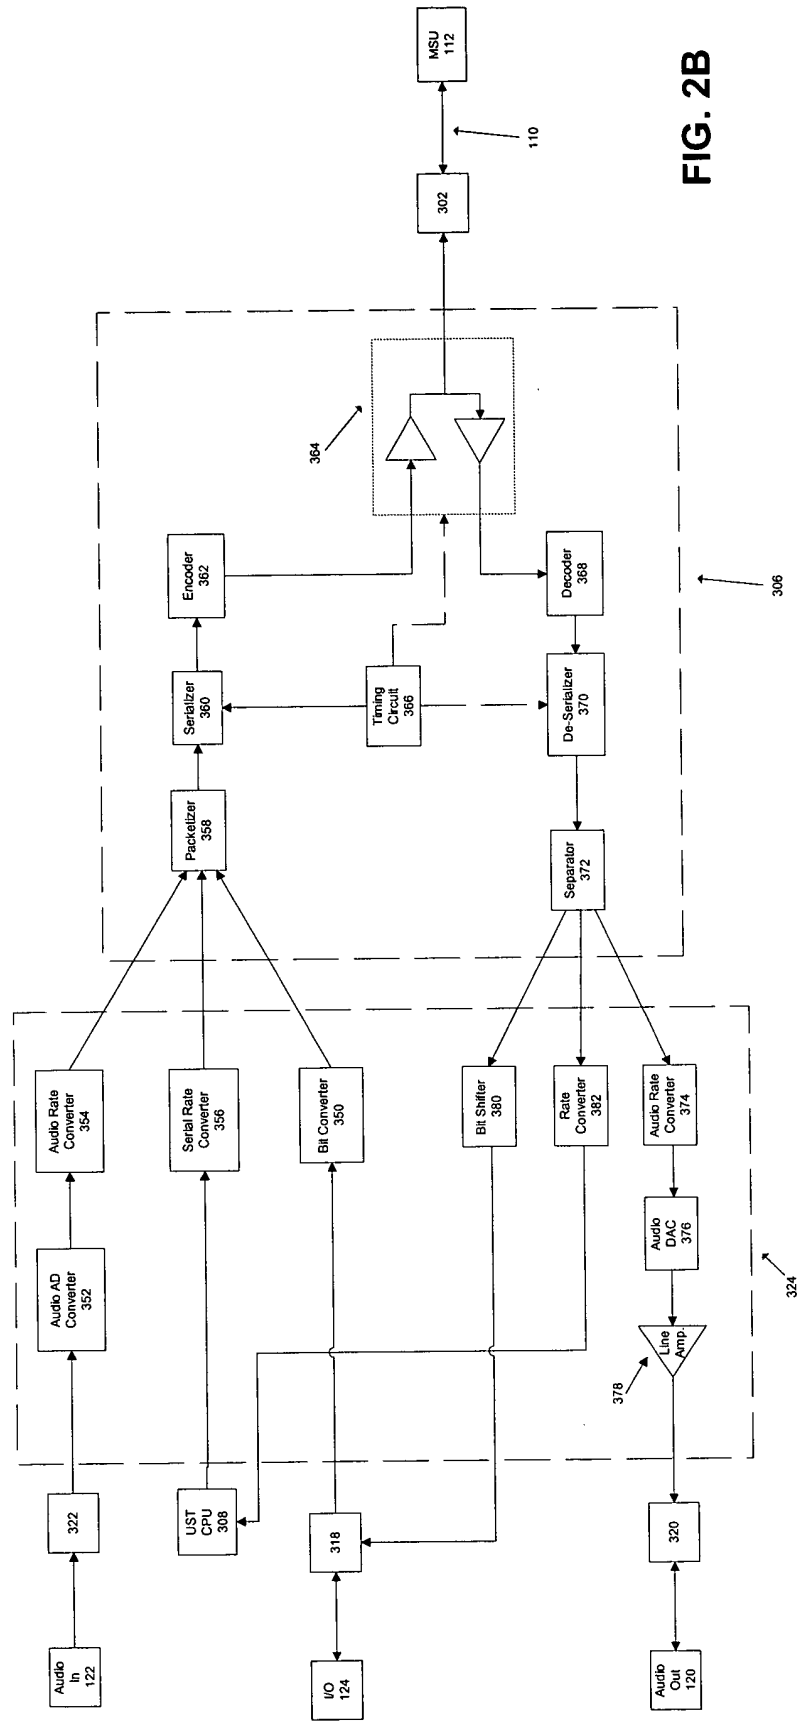 Audio
In
122
322
Audio AD
Converter
352
Audio Rate
Converter
354
UST
CPU
308
Serial Rate
Converter
356
I/O
124
318
Bit Converter
350
Packetizer
358
Serializer
360
Encoder
362
Timing
Circuit
366
364
302
110
MSU
112
Decoder
368
De-Serializer
370
Separator
372
Bit Shifter
380
Rate
Converter
382
Audio Rate
Converter
374
Audio
DAC
376
Line
Amp.
378
320
Audio
Out
120
324
306
FIG. 2B